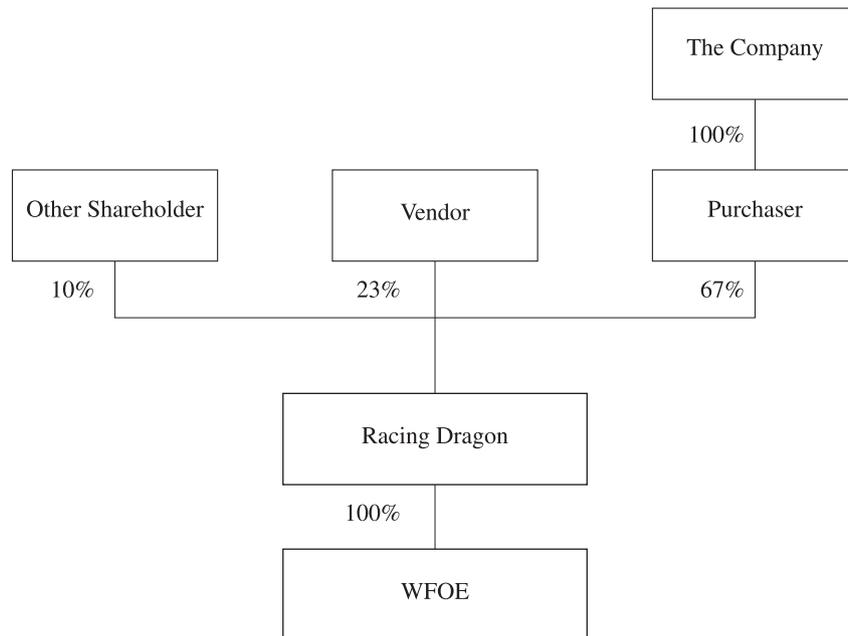 The Company
100%
Other Shareholder
Vendor
Purchaser
10%
23%
67%
Racing Dragon
100%
WFOE